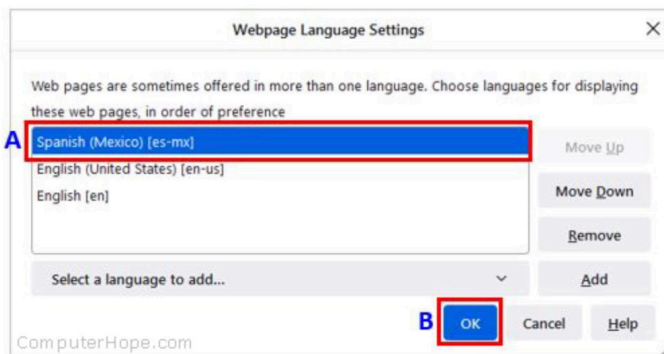 Webpage Language Settings
Web pages are sometimes offered in more than one language. Choose languages for displaying
these web pages, in order of preference
A
Spanish (Mexico) [es-mx]
Move Up
English (United States) [en-us]
English [en]
Move Down
Remove
Select a language to add...
Add
B
OK
Cancel
Help
ComputerHope.com